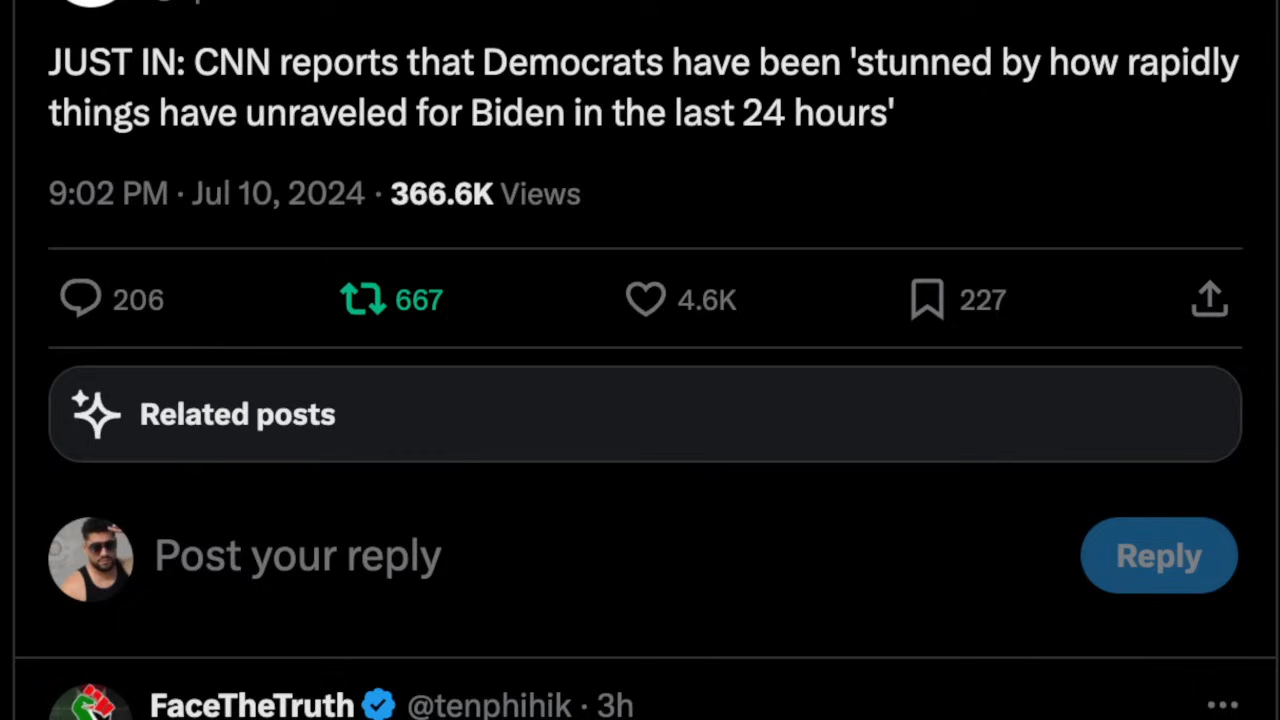 JUST IN: CNN reports that Democrats have been 'stunned by how rapidly
things have unraveled for Biden in the last 24 hours'
9:02 PM · Jul 10, 2024 · 366.6K Views
206 667 4.6K 227
Related posts
Post your reply
Reply
FaceTheTruth @tenphihik · 3h